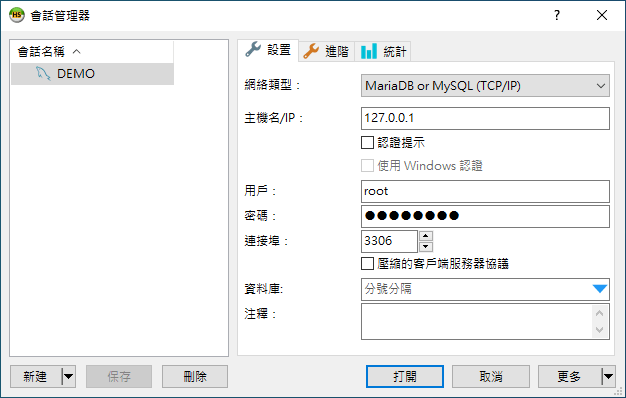 HS 會話管理器
會話名稱
DEMO
設置 進階 統計
網絡類型：
MariaDB or MySQL (TCP/IP)
主機名/IP：
127.0.0.1
認證提示
使用 Windows 認證
用戶：
root
密碼：
●●●●●●●●
連接埠：
3306
壓縮的客戶端服務器協議
資料庫:
分號分隔
注釋：
新建 保存 刪除 打開 取消 更多